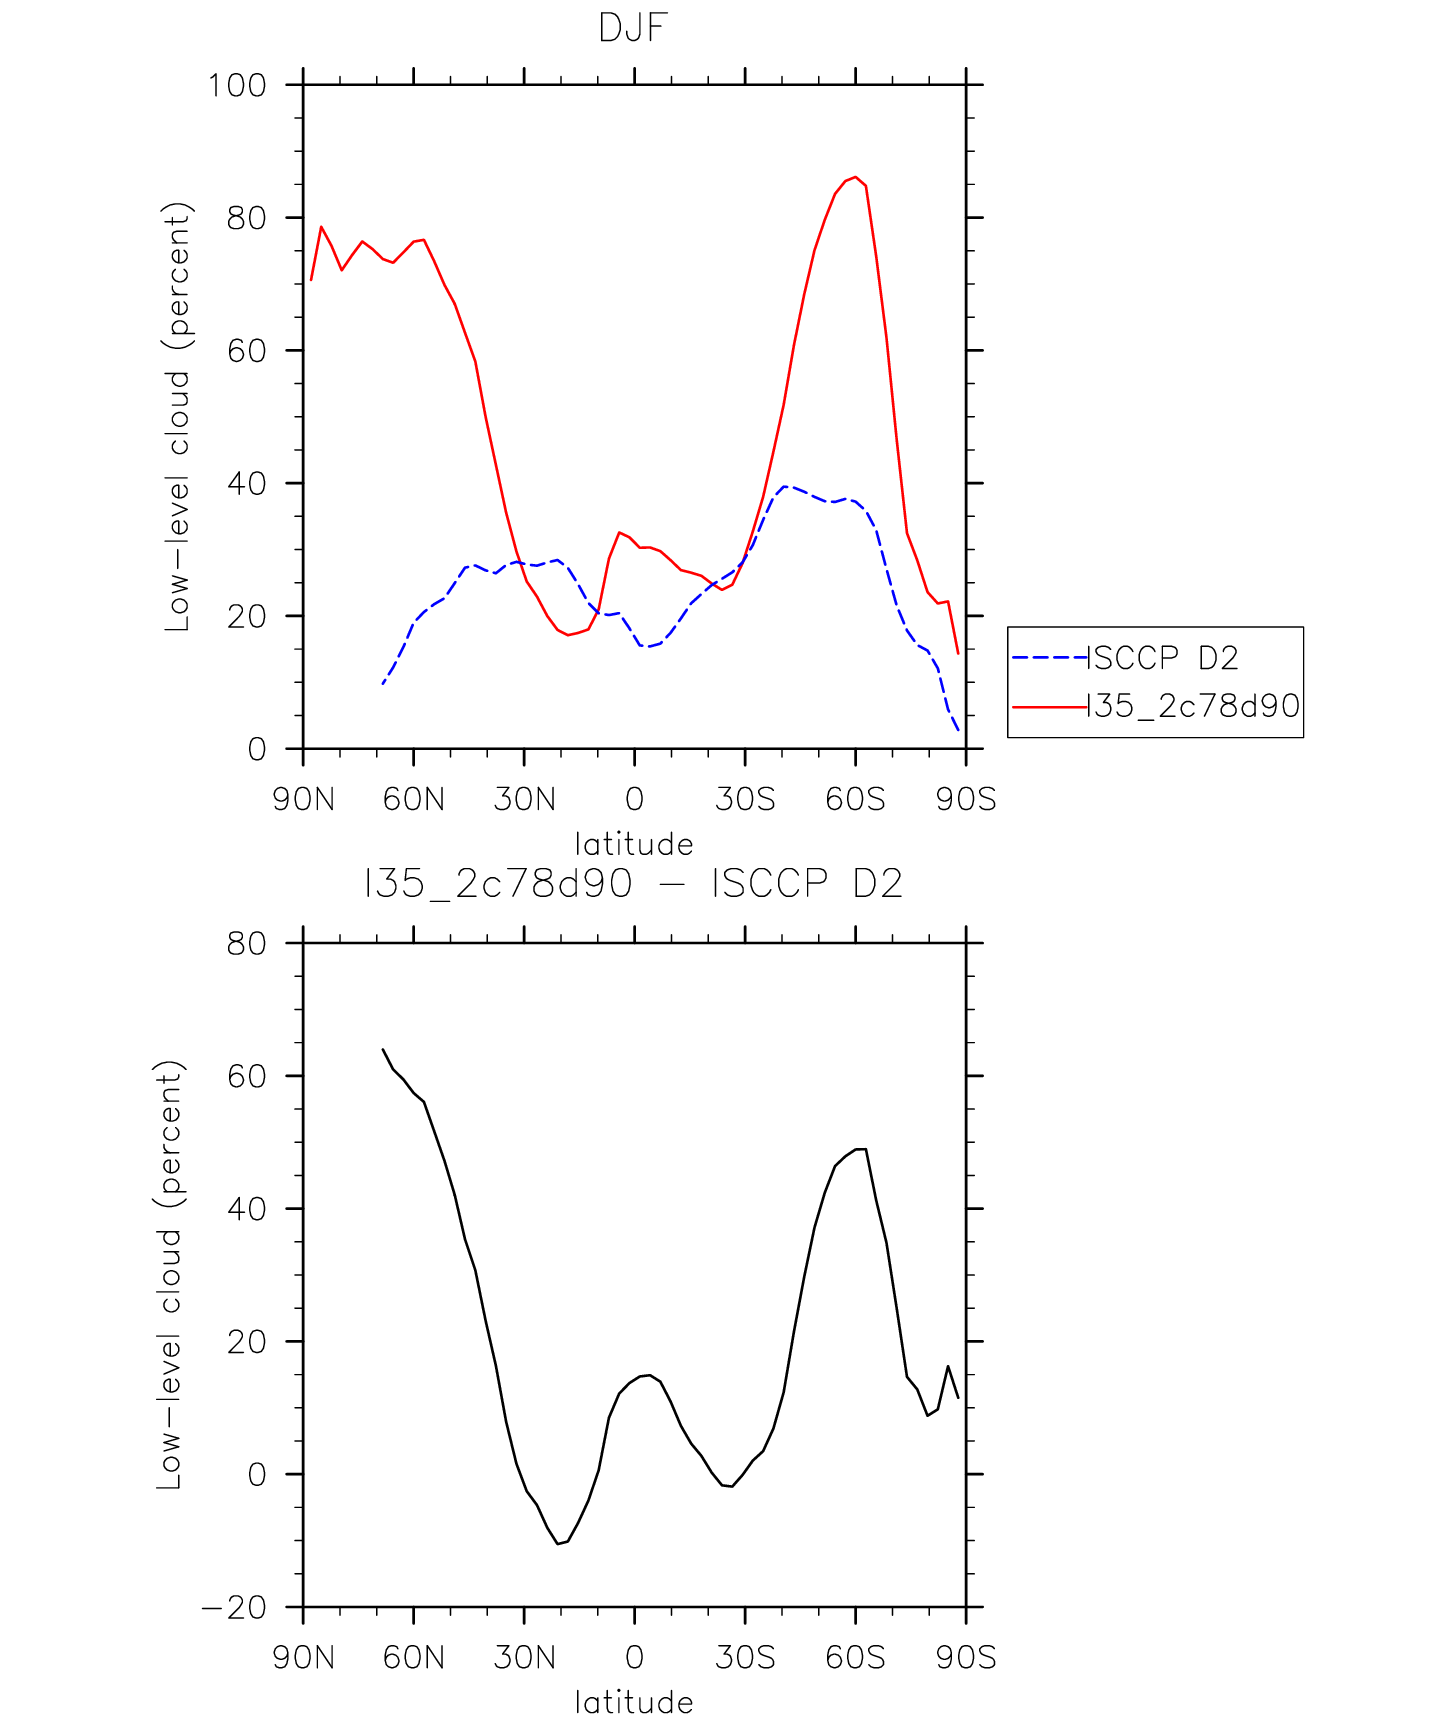 DJF
Low-level cloud (percent)
100
80
60
40
20
0
90N 60N 30N 0 30S 60S 90S
latitude
ISCCP D2
I35_2c78d90
I35_2c78d90 - ISCCP D2
Low-level cloud (percent)
80
60
40
20
0
-20
90N 60N 30N 0 30S 60S 90S
latitude